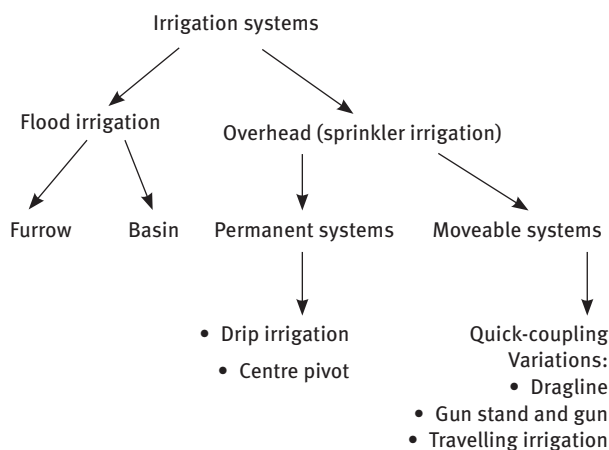 Irrigation systems
Flood irrigation
Overhead (sprinkler irrigation)
Furrow
Basin
Permanent systems
Moveable systems
• Drip irrigation
• Centre pivot
Quick-coupling
Variations:
• Dragline
• Gun stand and gun
• Travelling irrigation